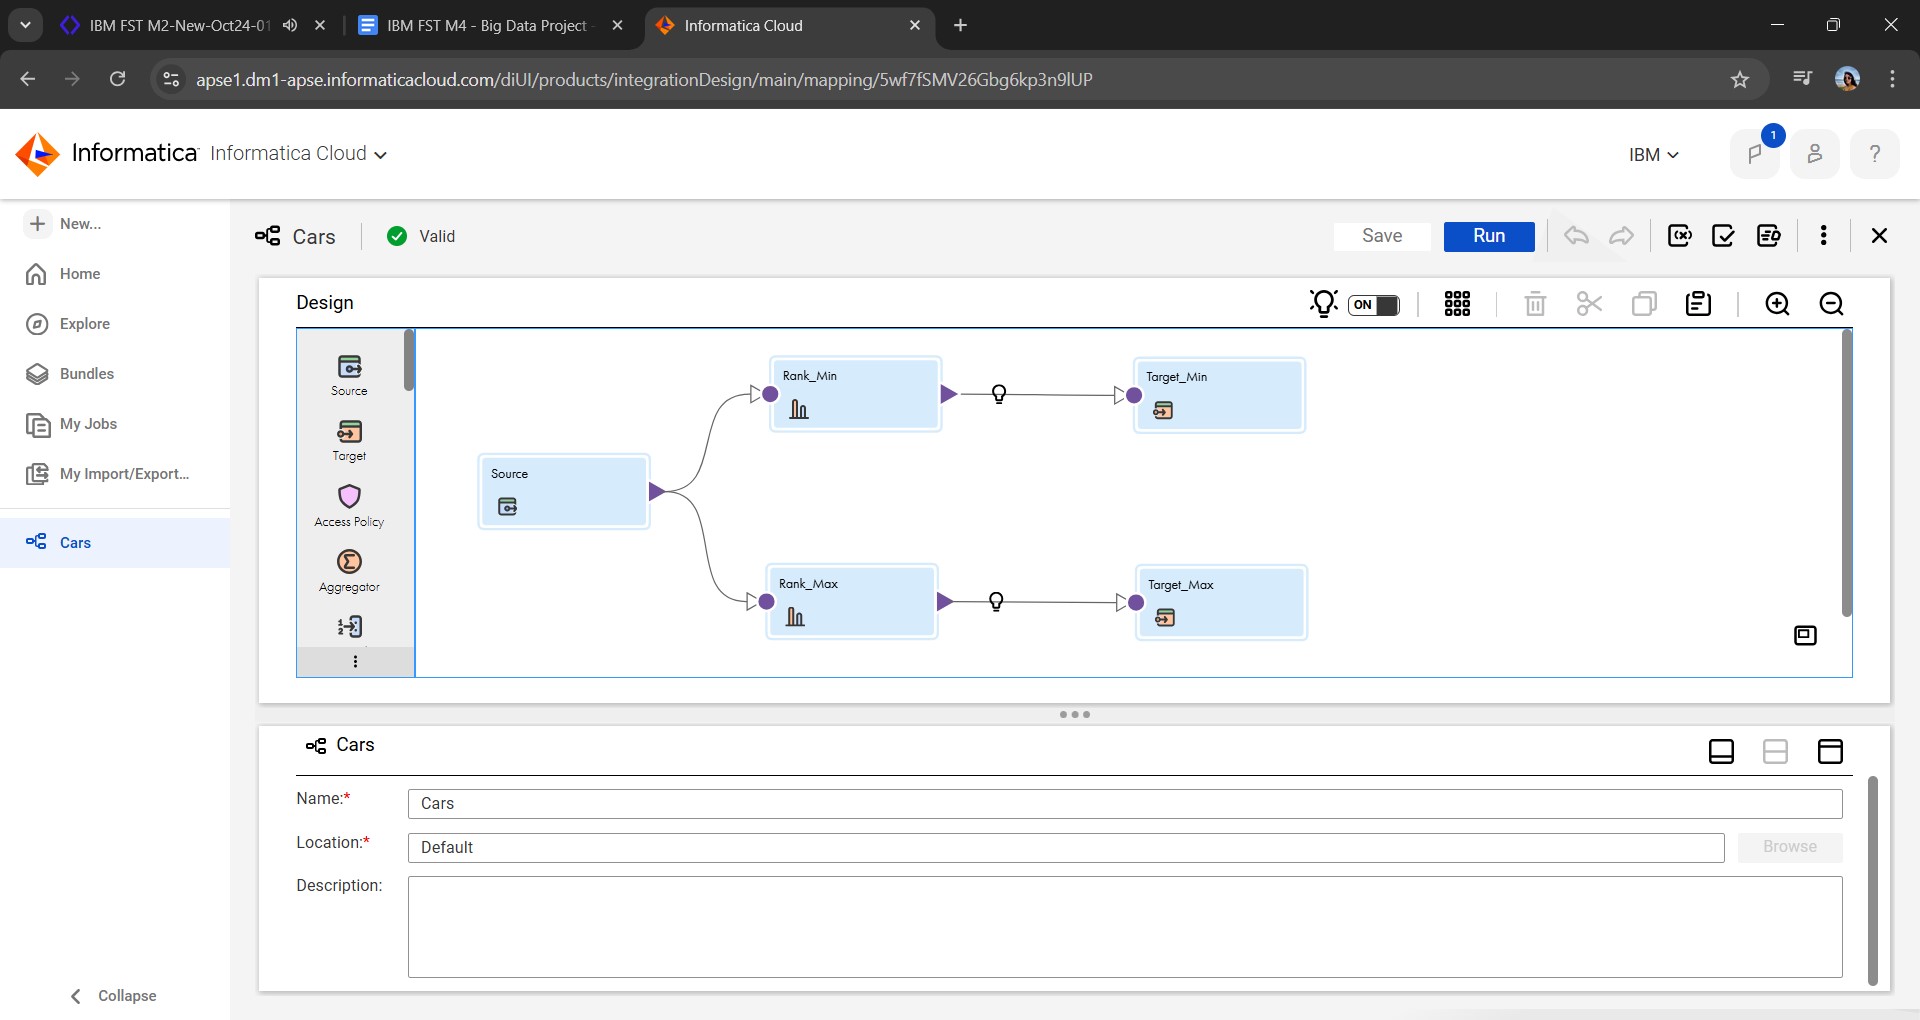 IBM FST M2-New-Oct24-01
IBM FST M4 - Big Data Project -
Informatica Cloud
apse1.dm1-apse.informaticacloud.com/diUI/products/integrationDesign/main/mapping/5wf7fSMV26Gbg6kp3n9lUP
Informatica Informatica Cloud
IBM
1
?
New...
Home
Explore
Bundles
My Jobs
My Import/Export...
Cars
Collapse
Cars
Valid
Save
Run
Design
ON
Source
Target
Access Policy
Aggregator
Source
Rank_Min
Target_Min
Rank_Max
Target_Max
Cars
Name:*
Cars
Location:*
Default
Browse
Description: